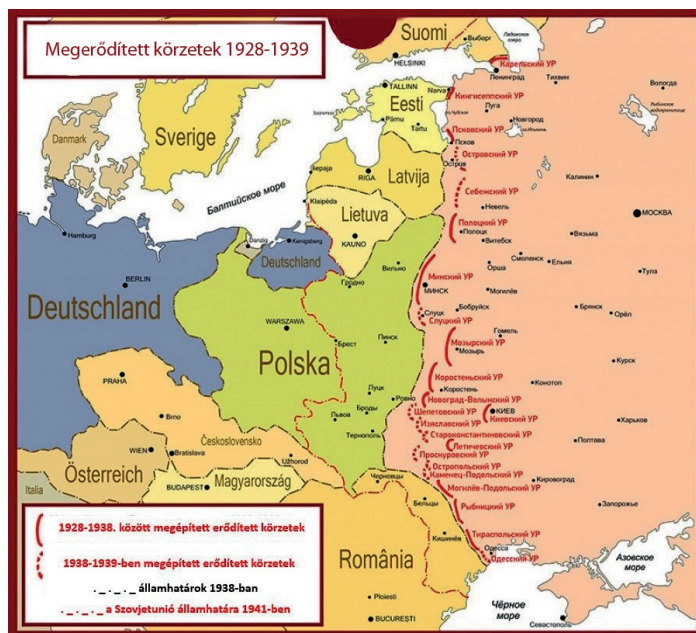 Megerődített körzetek 1928-1939
Suomi
Выборг
Ладожское озеро
HELSINKI
Карельский УР
Ленинград
Тихвин
Вологда
TALLINN
Narva
Кингисеппский УР
Рыбинское водохранилище
Eesti
Луга
Sverige
Pärnu
Tartu
Новгород
Псковский УР
Псков
Danmark
Островский УР
Остров
Latvija
Себежский УР
Калинин
RIGA
Невель
Балтийское море
МОСКВА
Klaipėda
Lietuva
Полоцкий УР
Полоцк
Витебск
Вязьма
Hamburg
KAUNO
Danzig
Kenigsberg
Deutschland
Вильно
Смоленск
Ельня
Орша
Тула
BERLIN
Гродно
Минский УР
МИНСК
Могилёв
Deutschland
Бобруйск
Брянск
Орёл
Слуцк
Слуцкий УР
WARSZAWA
Polska
Брест
Пинск
Гомель
Мозырский УР
Мозырь
Курск
PRAHA
Коростеньский УР
Коростень
Конотоп
Луцк
Ровно
Новоград-Волынский УР
Шепетовский УР
КИЕВ
Киевский УР
Brno
Львов
Броды
Изяславский УР
Харьков
Československo
Тернополь
Староконстантиновский УР
Летичевский УР
Полтава
WIEN
Bratislava
Užhorod
Проскуровский УР
Österreich
Magyarország
Остропольский УР
Каменец-Подольский УР
Кировоград
Italia
BUDAPEST
Черновцы
Могилёв-Подольский УР
Бельцы
Рыбницкий УР
Запорожье
1928-1938. között megépített erődített körzetek
Кишинёв
Тираспольский УР
1938-1939-ben megépített erődített körzetek
Одесса
Одесский УР
România
Азовское море
. _ . _ . _ államhatárok 1938-ban
Ploiesti
. _ . _ . _ a Szovjetunió államhatára 1941-ben
Чёрное море
BUCURESTI
Севастополь